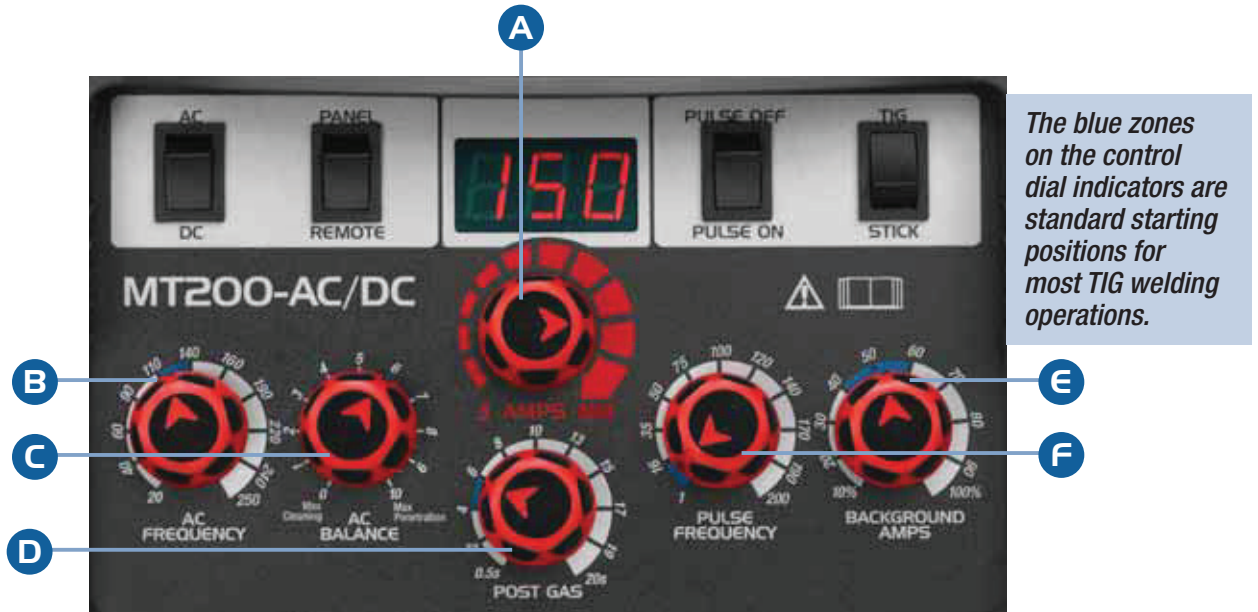 A
AC
PANEL
PULSE OFF
TIG
150
DC
REMOTE
PULSE ON
STICK
The blue zones
on the control
dial indicators are
standard starting
positions for
most TIG welding
operations.
MT200-AC/DC
AMPS
B
20 60 90 110 140 160 220 240 250
AC
FREQUENCY
C
0 1 2 3 4 5 6 7 8 9 10
Max
Penetration
Cleaning
AC
BALANCE
D
0.5s 4 6 8 10 13 15 17 19 20s
POST GAS
E
10% 20 30 40 50 60 70 80 90 100%
BACKGROUND
AMPS
F
1 35 50 75 100 120 140 170 200
PULSE
FREQUENCY